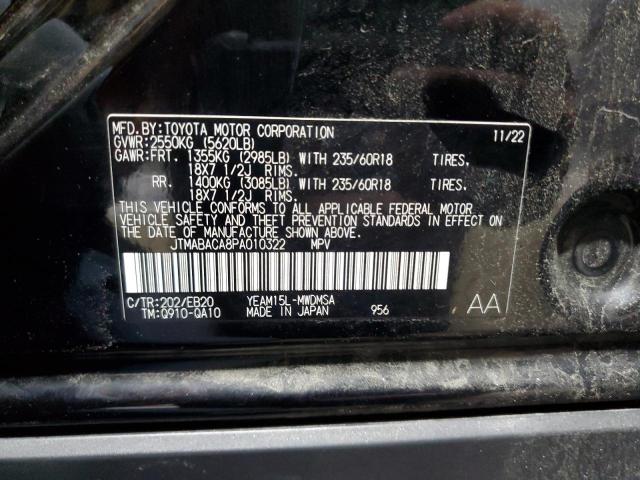 MFD.BY:TOYOTA MOTOR CORPORATION 11/22
GVWR:2550KG (5620LB)
GAWR:FRT. 1355KG (2985LB) WITH 235/60R18 TIRES.
18X7 1/2J RIMS.
RR. 1400KG (3085LB) WITH 235/60R18 TIRES.
18X7 1/2J RIMS.
THIS VEHICLE CONFORMS TO ALL APPLICABLE FEDERAL MOTOR
VEHICLE SAFETY AND THEFT PREVENTION STANDARDS IN EFFECT ON
THE DATE OF MANUFACTURE SHOWN ABOVE.
JTMABACA8PA010322 MPV
C/TR:202/EB20 YEAM15L-MWDMSA
TM:Q910-QA10 MADE IN JAPAN 956 AA